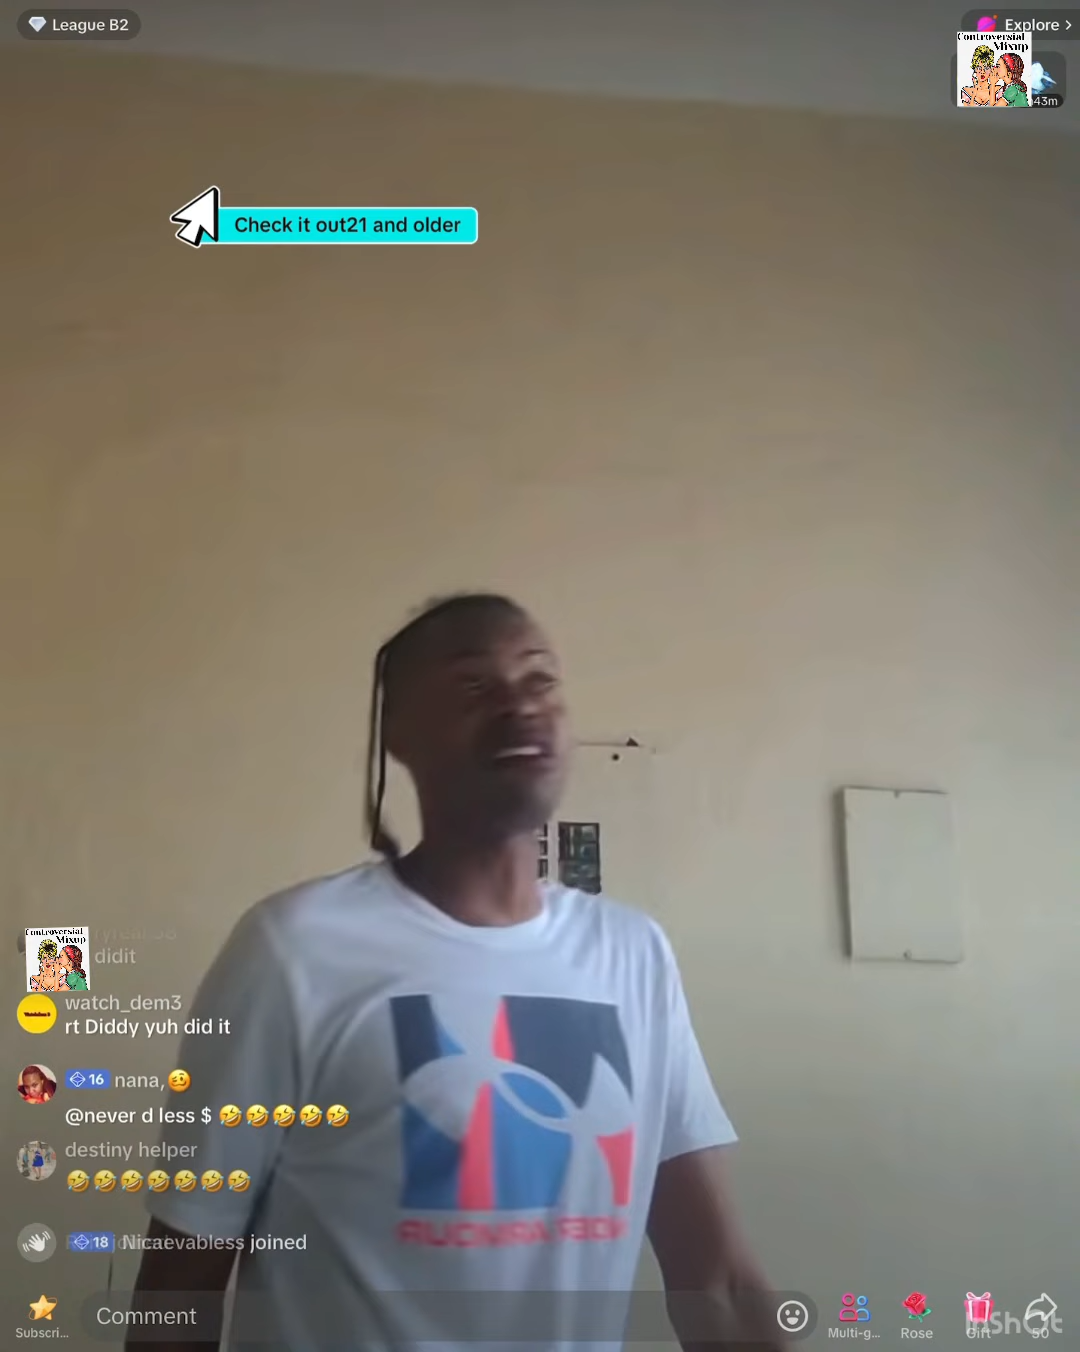 League B2
Explore >
Controversial
Mixup
43m
Check it out21 and older
Controversial
Mixup
didit
watch_dem3
rt Diddy yuh did it
16 nana,🥴
@never d less $ 🤣🤣🤣🤣🤣
destiny helper
🤣🤣🤣🤣🤣🤣🤣
18 Nicaevabless joined
Comment
Subscri...
Multi-g...
Rose
Gift
50
InShOt